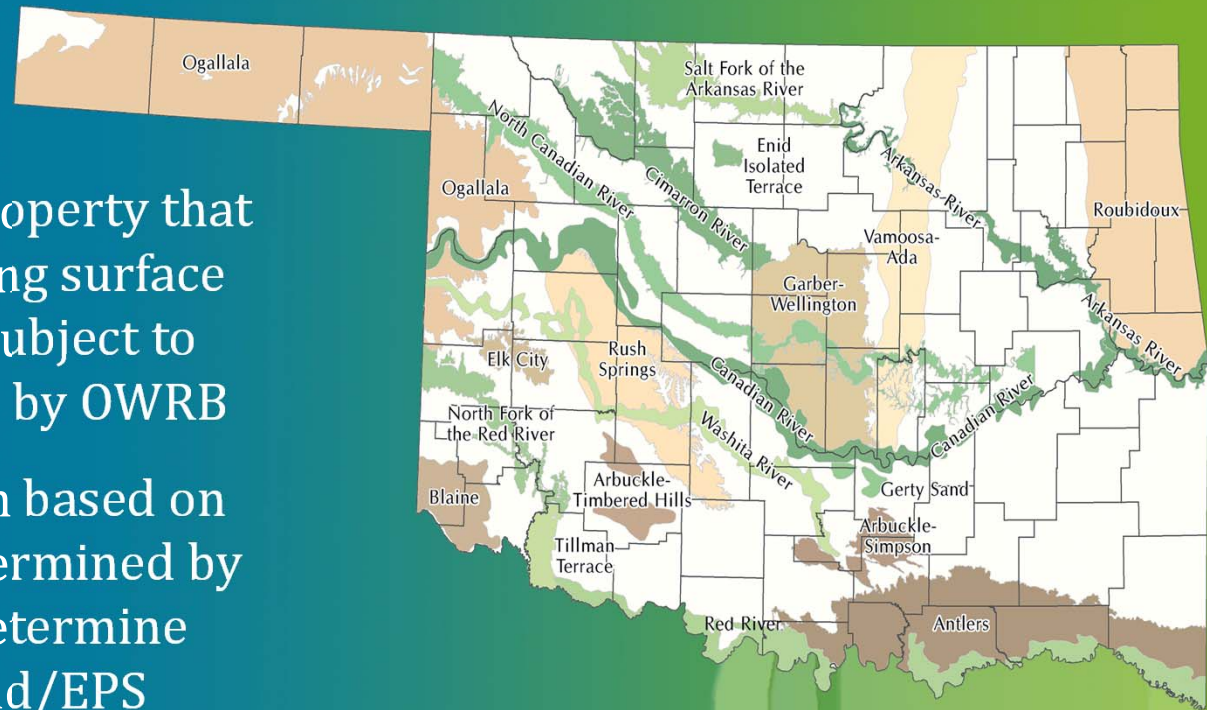 operty that
ng surface
ubject to
by OWRB
n based on
ermined by
etermine
d/EPS
Ogallala
Salt Fork of the
Arkansas River
North Canadian River
Enid
Isolated
Terrace
Cimarron River
Arkansas River
Ogallala
Roubidoux
Vamoosa-
Ada
Garber-
Wellington
Arkansas River
Elk City
Rush
Springs
Canadian River
Canadian River
North Fork of
the Red River
Washita River
Blaine
Arbuckle-
Timbered Hills
Gerty Sand
Arbuckle-
Simpson
Tillman
Terrace
Red River
Antlers